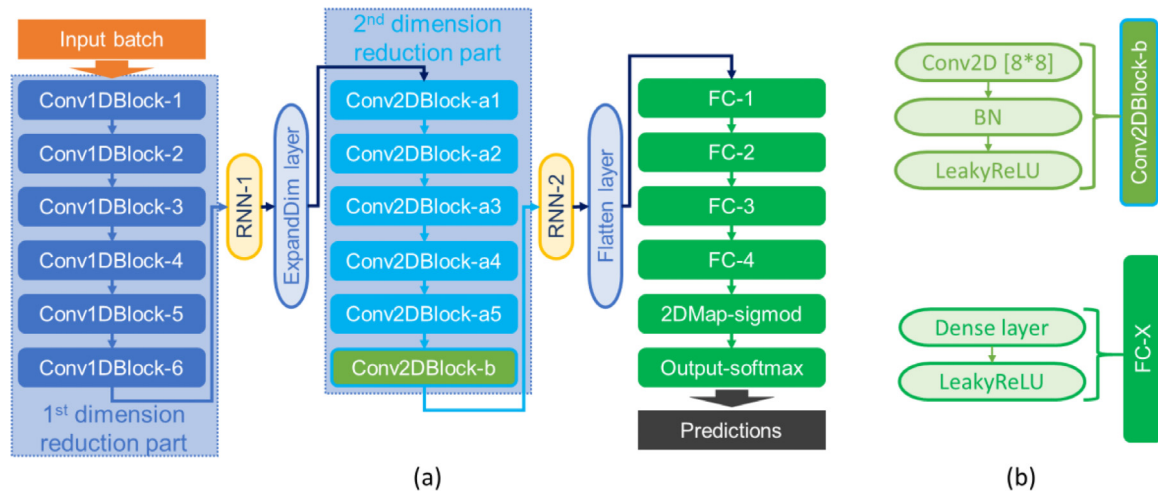 Input batch
Conv1DBlock-1
Conv1DBlock-2
Conv1DBlock-3
Conv1DBlock-4
Conv1DBlock-5
Conv1DBlock-6
1st dimension
reduction part
RNN-1
ExpandDim layer
2nd dimension
reduction part
Conv2DBlock-a1
Conv2DBlock-a2
Conv2DBlock-a3
Conv2DBlock-a4
Conv2DBlock-a5
Conv2DBlock-b
RNN-2
Flatten layer
FC-1
FC-2
FC-3
FC-4
2DMap-sigmod
Output-softmax
Predictions
(a)
Conv2D [8*8]
BN
LeakyReLU
Conv2DBlock-b
Dense layer
LeakyReLU
FC-X
(b)